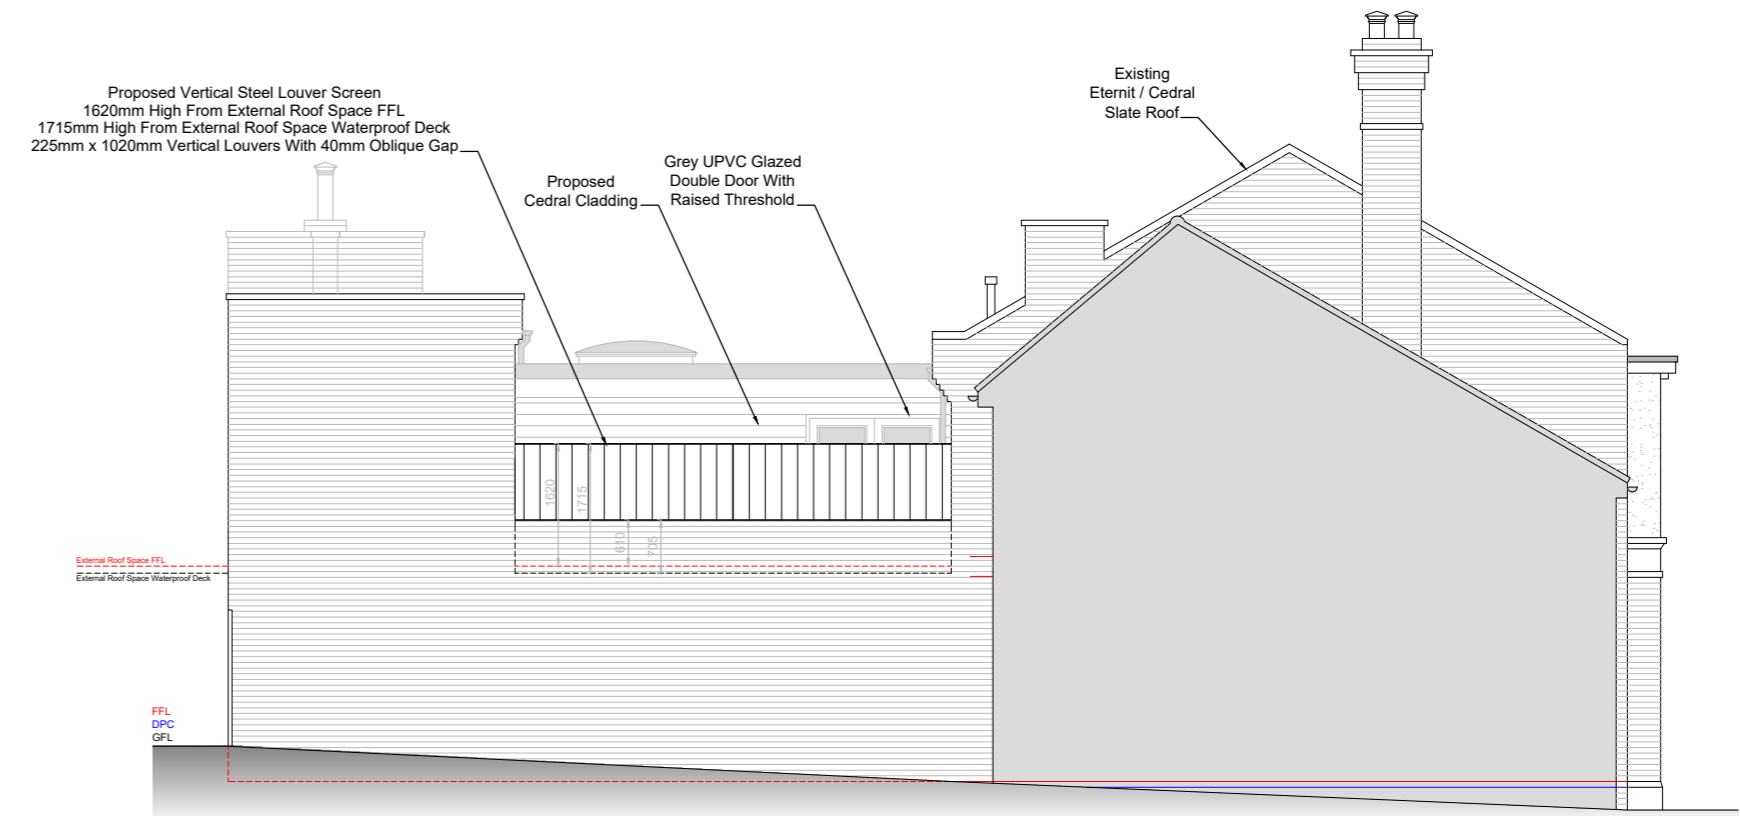 Proposed Vertical Steel Louver Screen
1620mm High From External Roof Space FFL
1715mm High From External Roof Space Waterproof Deck
225mm x 1020mm Vertical Louvers With 40mm Oblique Gap
Proposed
Cedral Cladding
Grey UPVC Glazed
Double Door With
Raised Threshold
Existing
Eternit / Cedral
Slate Roof
1620
1715
610
705
External Roof Space FFL
External Roof Space Waterproof Deck
FFL
DPC
GFL